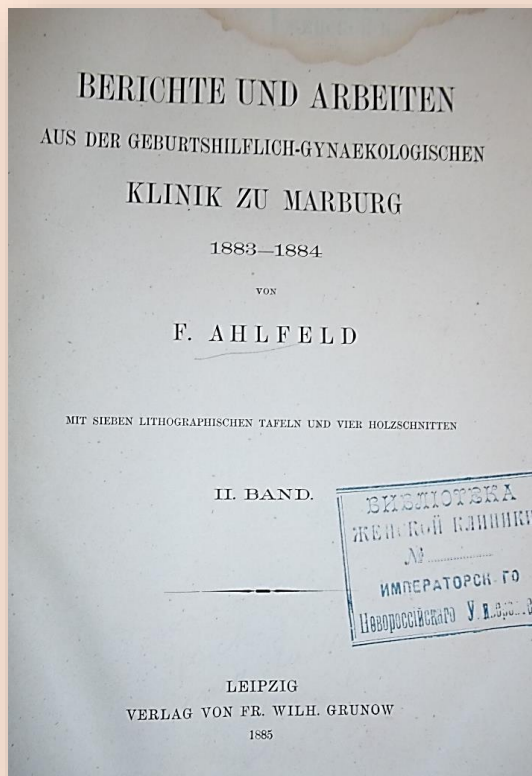 BERICHTE UND ARBEITEN
AUS DER GEBURTSHILFLICH-GYNAEKOLOGISCHEN
KLINIK ZU MARBURG
1883—1884
VON
F. AHLFELD
MIT SIEBEN LITHOGRAPHISCHEN TAFELN UND VIER HOLZSCHNITTEN
II. BAND.
БИБЛІОТЕКА
ЖЕНСКОЙ КЛИНИКИ
№
ИМПЕРАТОРСК ГО
Новороссійскаго
LEIPZIG
VERLAG VON FR. WILH. GRUNOW
1885